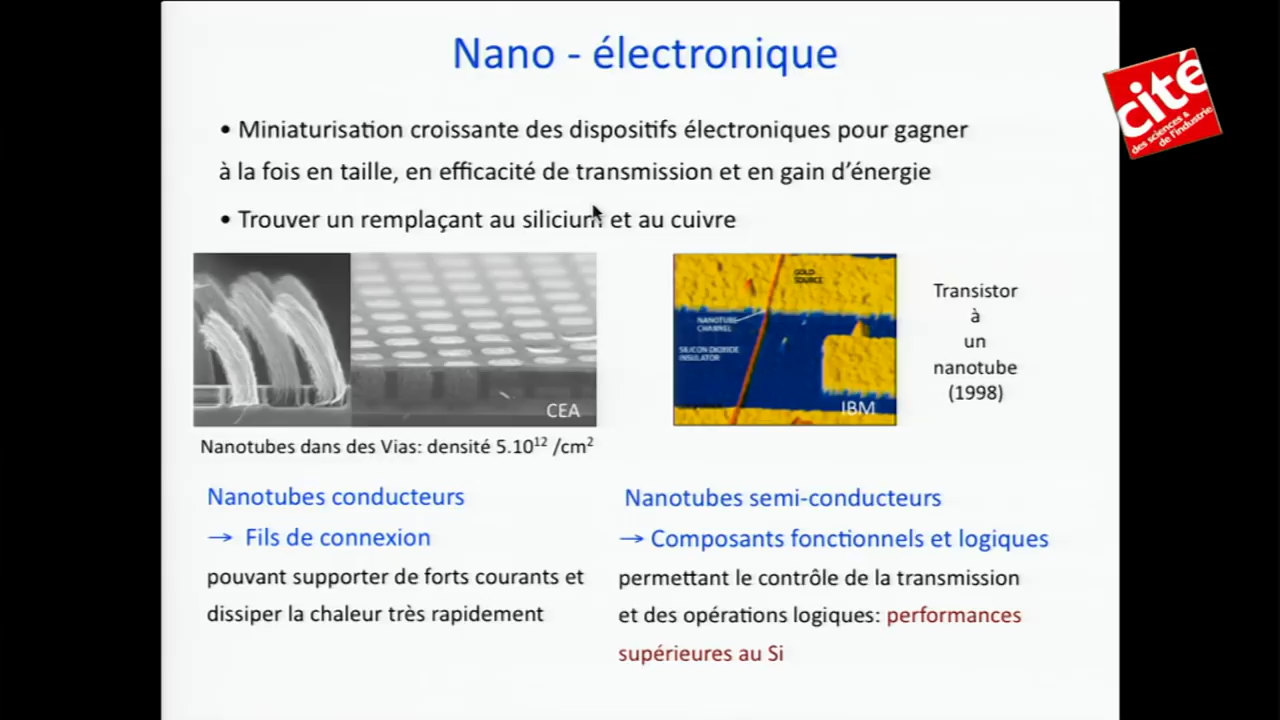 Nano - électronique
cité
des sciences &
de l'industrie
• Miniaturisation croissante des dispositifs électroniques pour gagner
à la fois en taille, en efficacité de transmission et en gain d'énergie
• Trouver un remplaçant au silicium et au cuivre
GOLD
SOURCE
NANOTUBE
CHANNEL
SILICON DIOXIDE
INSULATOR
CEA
IBM
Transistor
à
un
nanotube
(1998)
Nanotubes dans des Vias: densité 5.10¹² /cm²
Nanotubes conducteurs
→ Fils de connexion
pouvant supporter de forts courants et
dissiper la chaleur très rapidement
Nanotubes semi-conducteurs
→ Composants fonctionnels et logiques
permettant le contrôle de la transmission
et des opérations logiques: performances
supérieures au Si